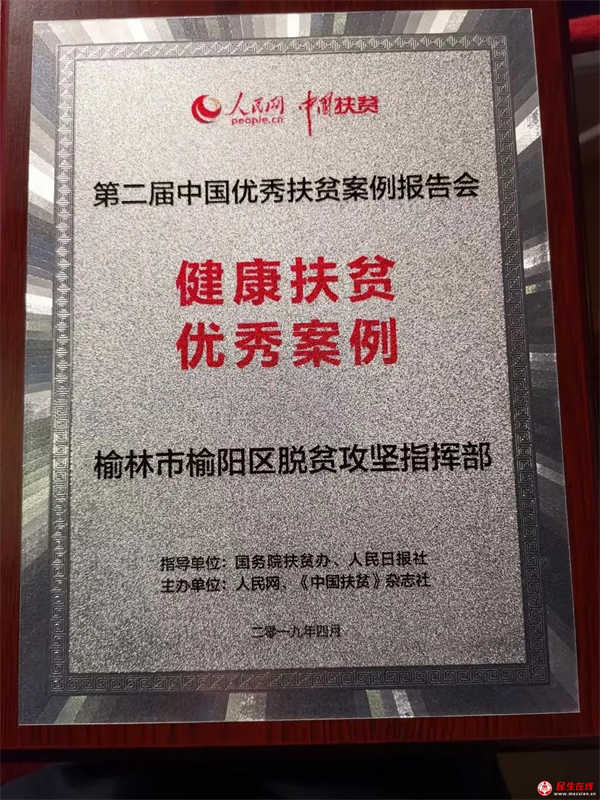 人民网 中国扶贫
people.cn
第二届中国优秀扶贫案例报告会
健康扶贫
优秀案例
榆林市榆阳区脱贫攻坚指挥部
指导单位：国务院扶贫办、人民日报社
主办单位：人民网、《中国扶贫》杂志社
二零一九年四月
民生在线